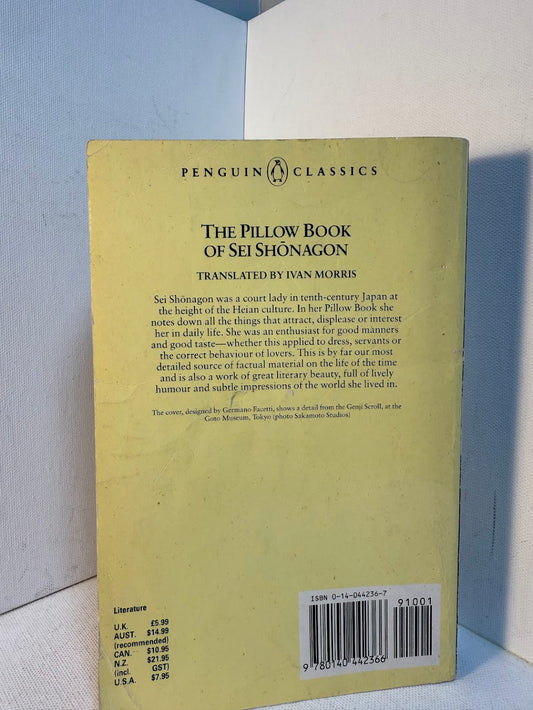 PENGUIN CLASSICS
THE PILLOW BOOK
OF SEI SHŌNAGON
TRANSLATED BY IVAN MORRIS
Sei Shōnagon was a court lady in tenth-century Japan at
the height of the Heian culture. In her Pillow Book she
notes down all the things that attract, displease or interest
her in daily life. She was an enthusiast for good manners
and good taste—whether this applied to dress, servants or
the correct behaviour of lovers. This is by far our most
detailed source of factual material on the life of the time
and is also a work of great literary beauty, full of lively
humour and subtle impressions of the world she lived in.
The cover, designed by Germano Facetti, shows a detail from the Genji Scroll, at the
Goto Museum, Tokyo (photo Sakamoto Studios)
Literature
U.K. £5.99
AUST. $14.99
(recommended)
CAN. $10.95
N.Z. $21.95
(incl. GST)
U.S.A. $7.95
ISBN 0-14-044236-7
91001
9 780140 442366